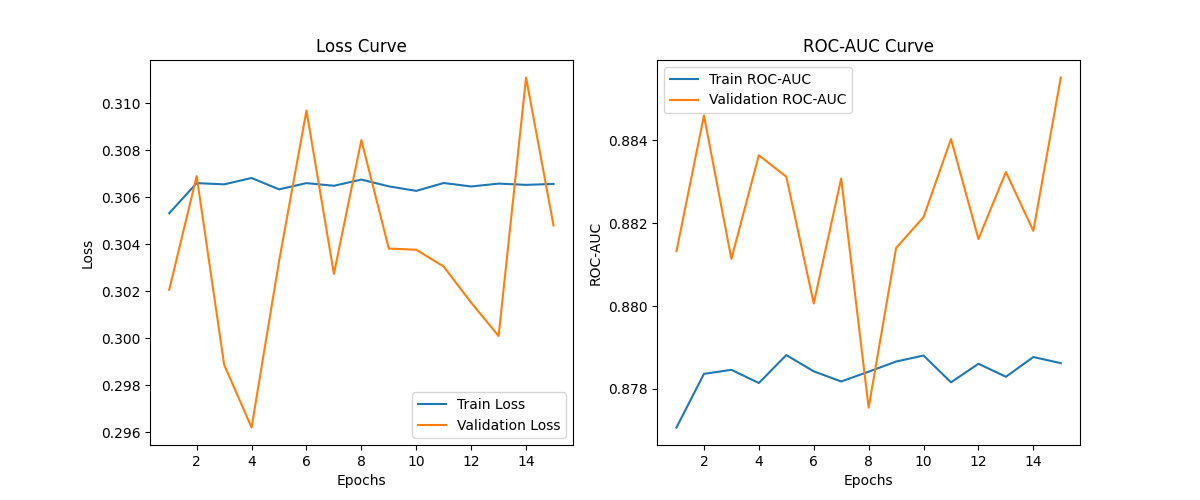 Loss Curve
0.310
0.308
0.306
0.304
0.302
0.300
0.298
0.296
Loss
2 4 6 8 10 12 14
Epochs
Train Loss
Validation Loss
ROC-AUC Curve
Train ROC-AUC
Validation ROC-AUC
0.884
0.882
0.880
0.878
ROC-AUC
2 4 6 8 10 12 14
Epochs